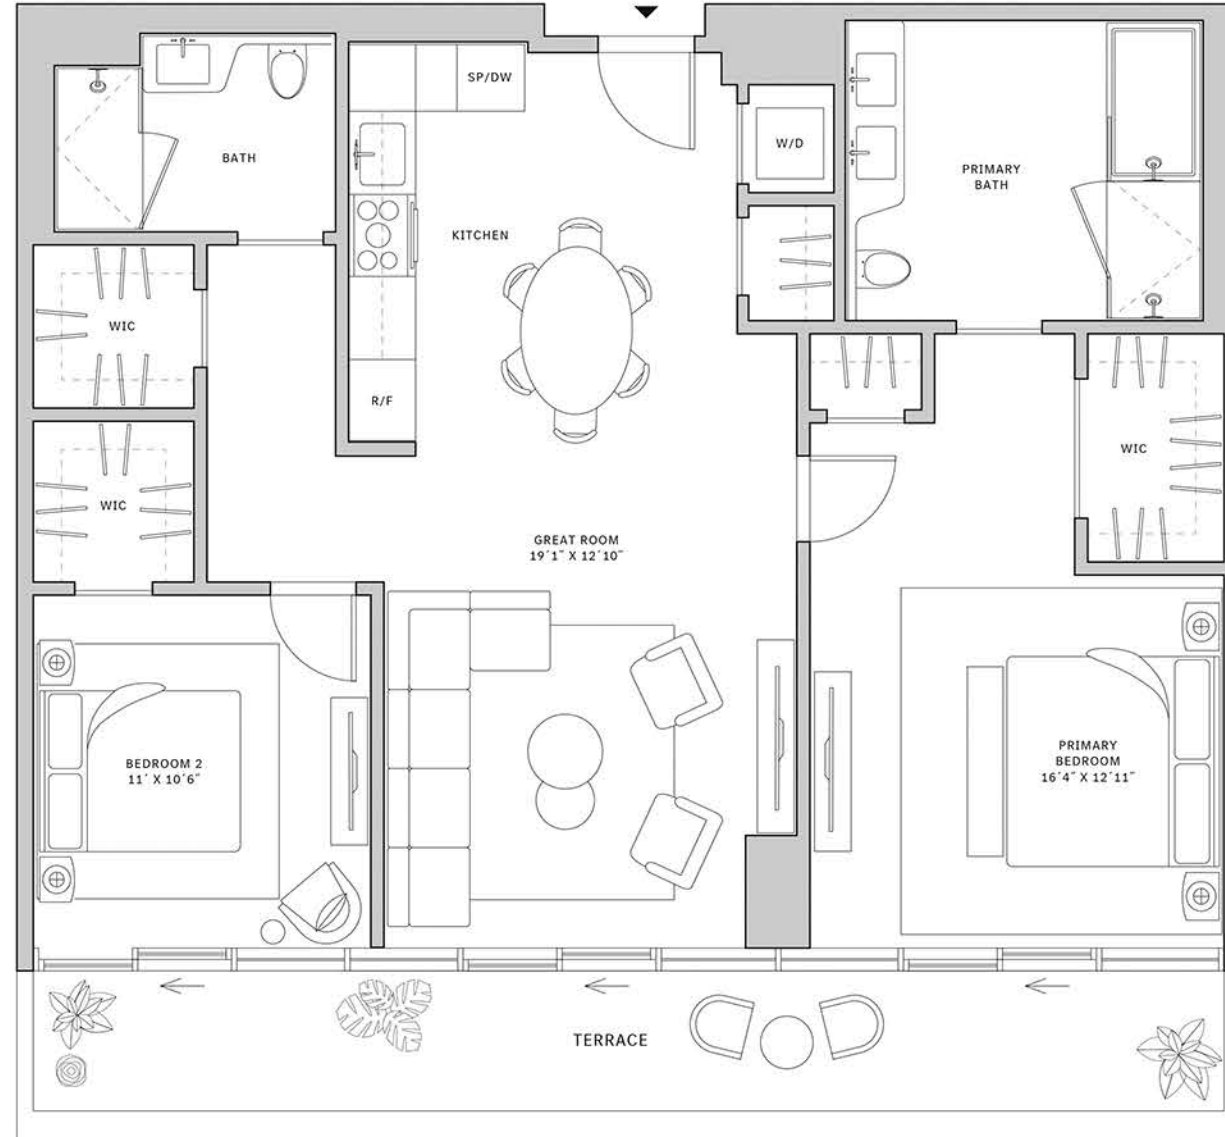 SP/DW
BATH
W/D
PRIMARY
BATH
KITCHEN
WIC
R/F
WIC
WIC
GREAT ROOM
19´1˝ X 12´10˝
BEDROOM 2
11´ X 10´6˝
PRIMARY
BEDROOM
16´4˝ X 12´11˝
TERRACE